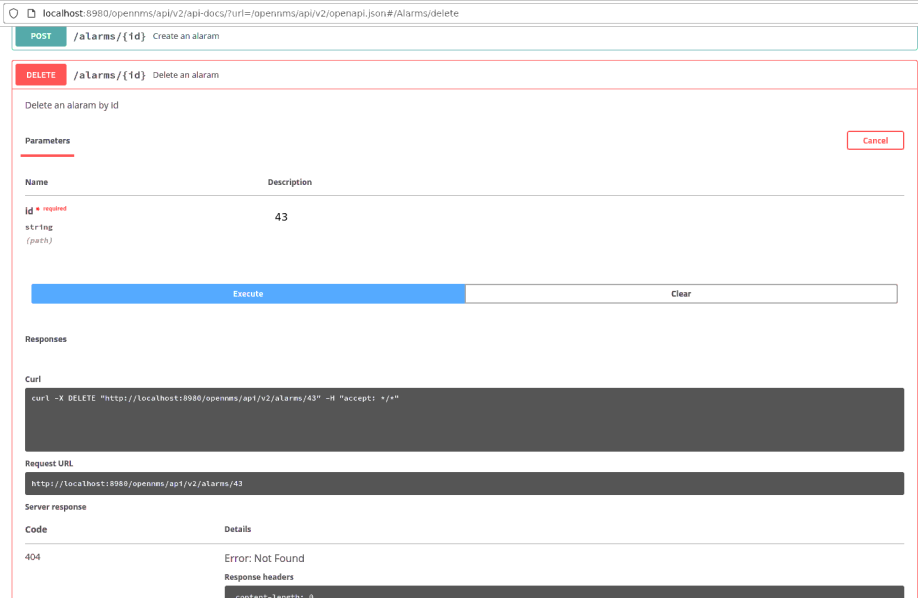 localhost:8980/opennms/api/v2/api-docs/?url=/opennms/api/v2/openapi.json#/Alarms/delete
POST /alarms/{id} Create an alaram
DELETE /alarms/{id} Delete an alaram
Delete an alaram by id
Parameters
Cancel
Name Description
id * required
43
string
(path)
Execute Clear
Responses
Curl
curl -X DELETE "http://localhost:8980/opennms/api/v2/alarms/43" -H "accept: */*"
Request URL
http://localhost:8980/opennms/api/v2/alarms/43
Server response
Code Details
404 Error: Not Found
Response headers
content-length: 0